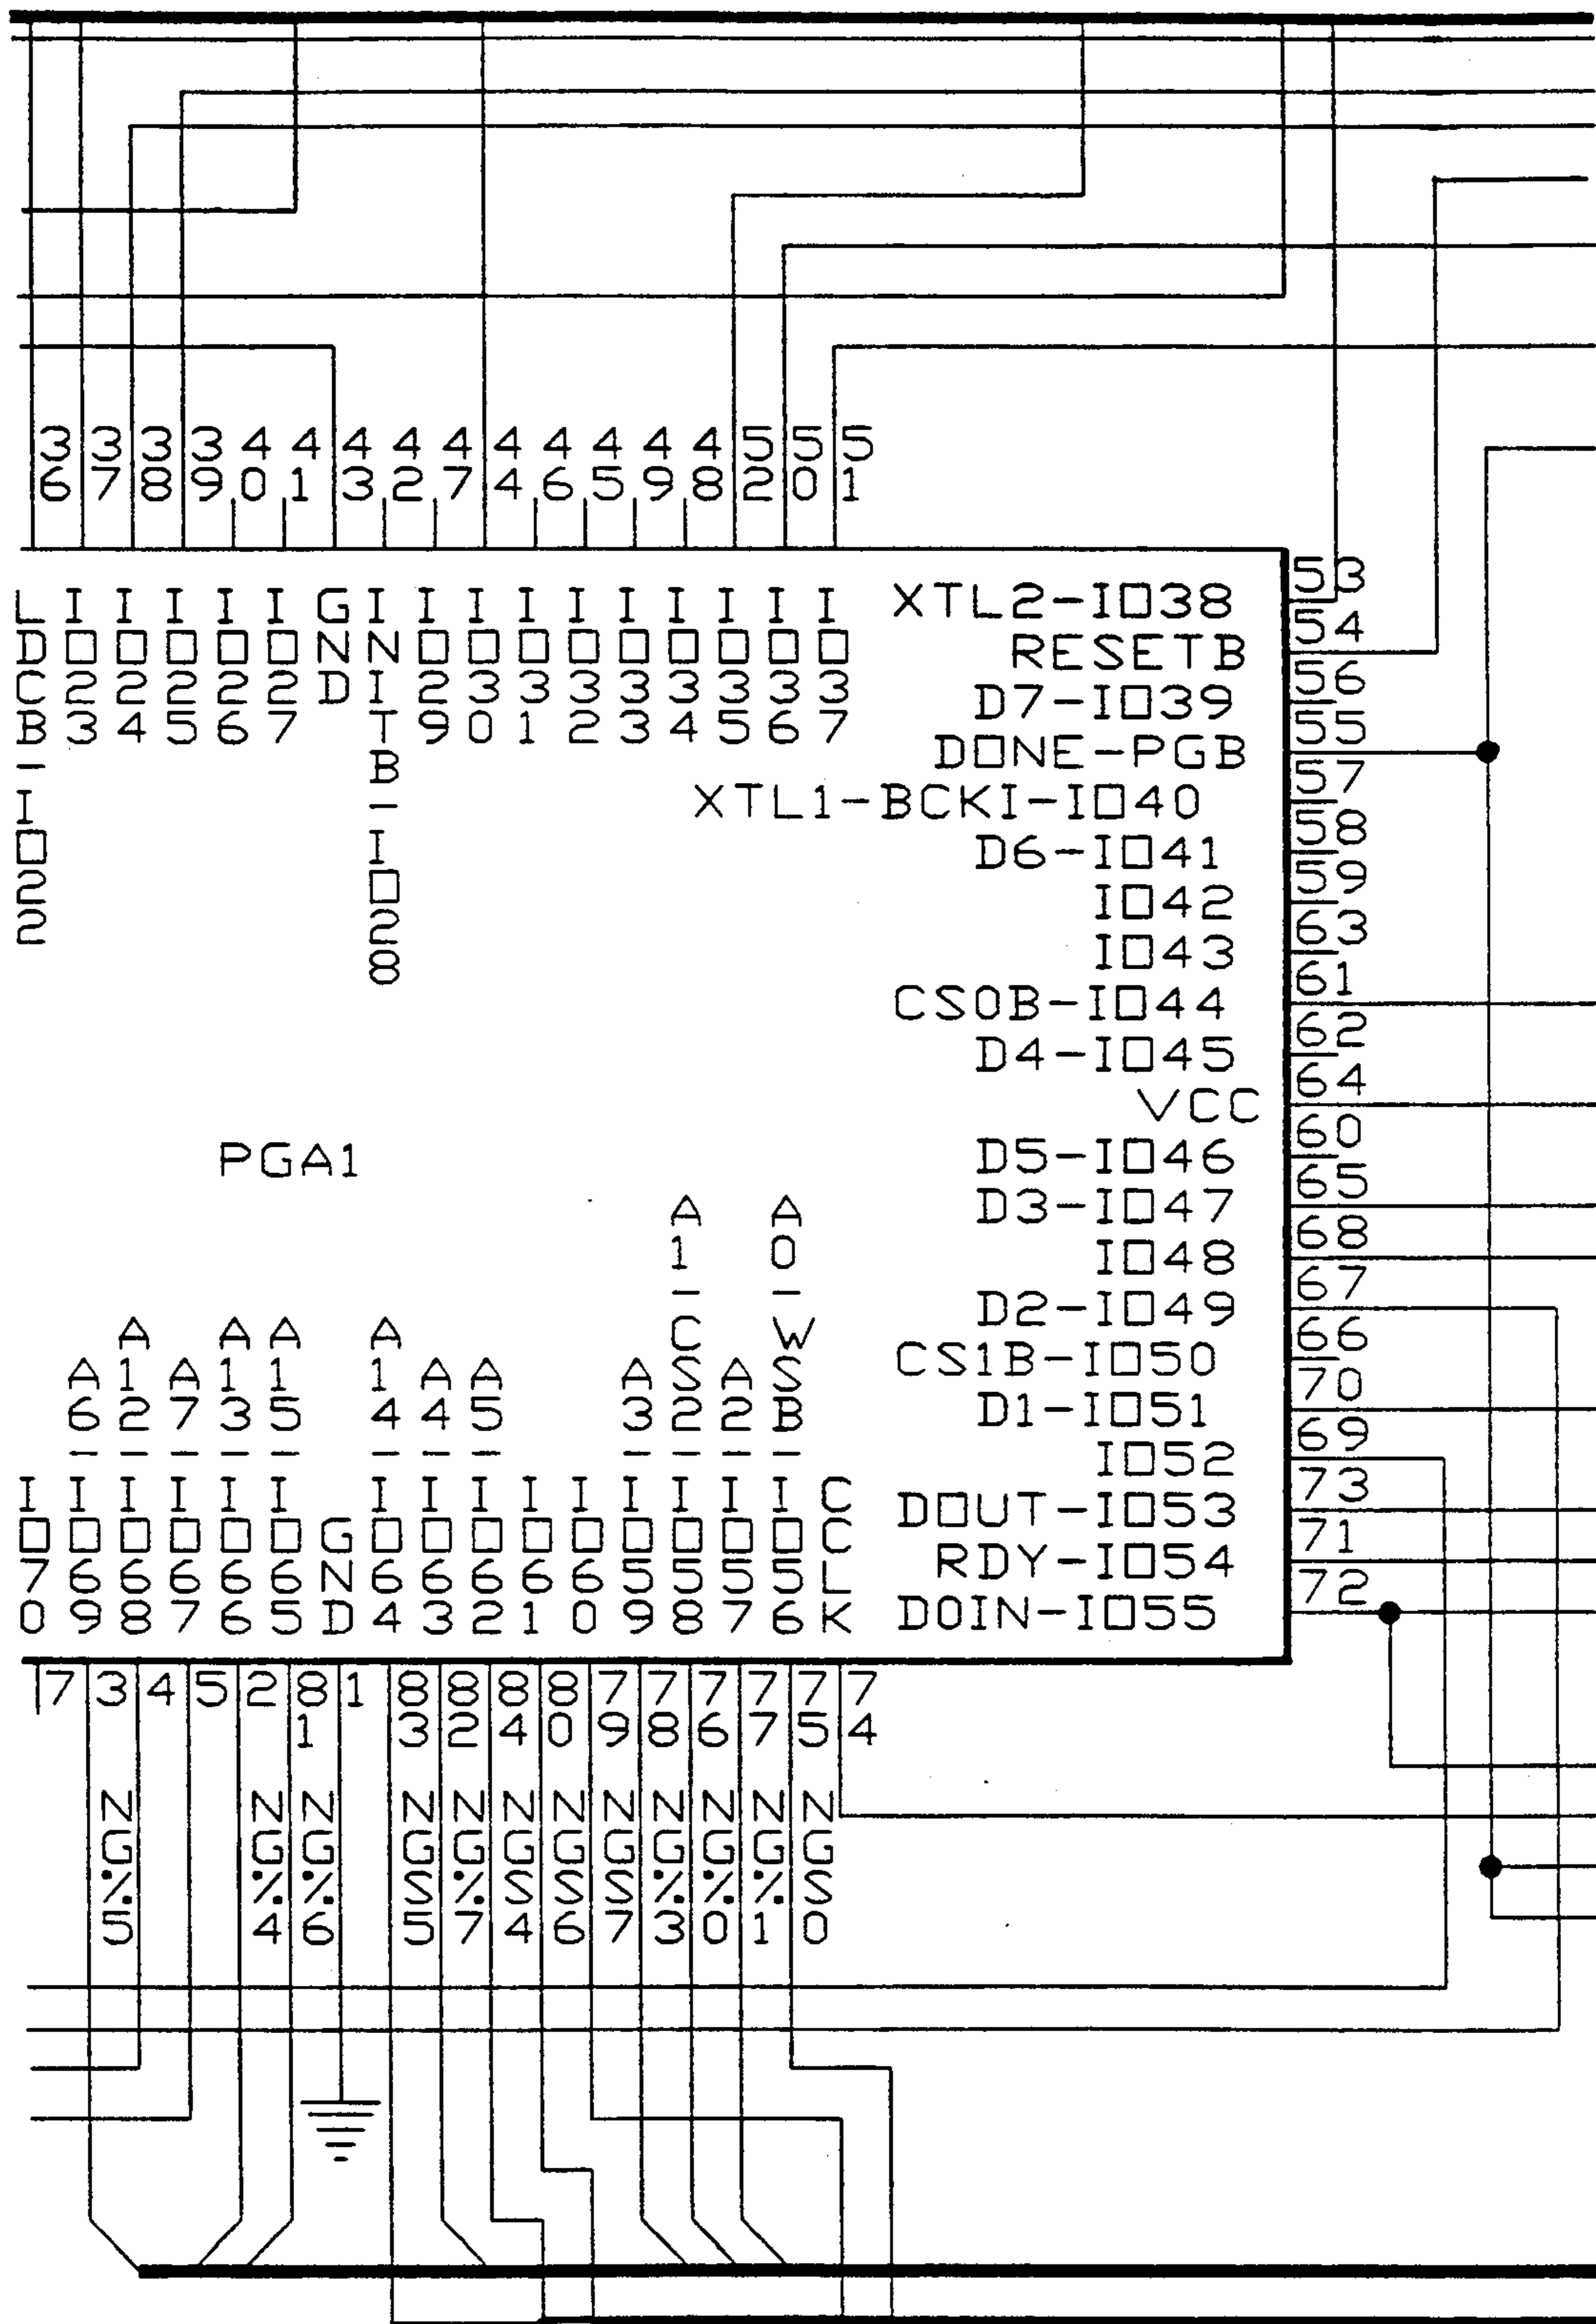 36 37 38 39 40 41 43 42 47 44 46 45 49 48 52 50 51
LDCB-IO22
IO23
IO24
IO25
IO26
IO27
GND
INITB-IO28
IO29
IO30
IO31
IO32
IO33
IO34
IO35
IO36
IO37
XTL2-IO38 53
RESETB 54
D7-IO39 56
DONE-PGB 55
XTL1-BCKI-IO40 57
D6-IO41 58
IO42 59
IO43 63
CS0B-IO44 61
D4-IO45 62
VCC 64
D5-IO46 60
D3-IO47 65
IO48 68
D2-IO49 67
CS1B-IO50 66
D1-IO51 70
IO52 69
DOUT-IO53 73
RDY-IO54 71
D0IN-IO55 72
PGA1
IO70
A6-IO69
A12-IO68
A7-IO67
A13-IO66
A15-IO65
GND
A14-IO64
A4-IO63
A5-IO62
IO61
IO60
A3-IO59
A1-CS2-IO58
A2-IO57
A0-WSB-IO56
CCLK
7 3 4 5 2 81 1 83 82 84 80 79 78 76 77 75 74
NG%5
NG%4
NG%6
NGS5
NG%7
NGS4
NGS6
NGS7
NG%3
NG%0
NG%1
NGS0